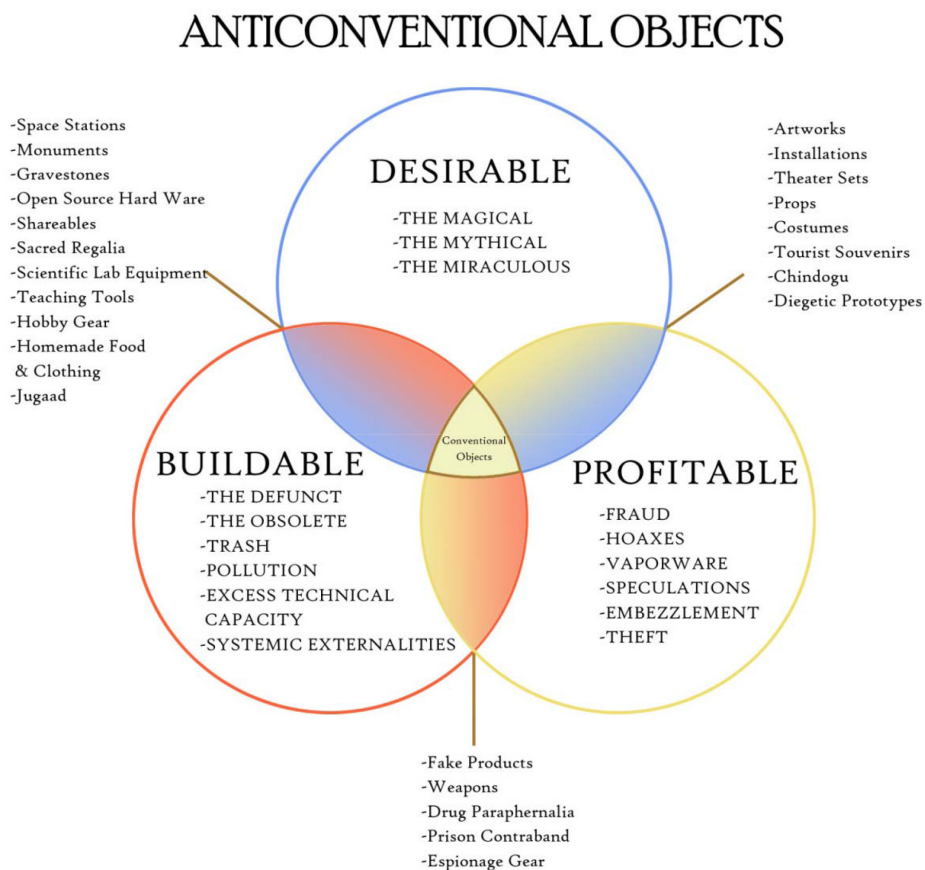 ANTICONVENTIONAL OBJECTS
-Space Stations
-Monuments
-Gravestones
-Open Source Hard Ware
-Shareables
-Sacred Regalia
-Scientific Lab Equipment
-Teaching Tools
-Hobby Gear
-Homemade Food
& Clothing
-Jugaad
DESIRABLE
-THE MAGICAL
-THE MYTHICAL
-THE MIRACULOUS
-Artworks
-Installations
-Theater Sets
-Props
-Costumes
-Tourist Souvenirs
-Chindogu
-Diegetic Prototypes
Conventional
Objects
BUILDABLE
-THE DEFUNCT
-THE OBSOLETE
-TRASH
-POLLUTION
-EXCESS TECHNICAL
CAPACITY
-SYSTEMIC EXTERNALITIES
PROFITABLE
-FRAUD
-HOAXES
-VAPORWARE
-SPECULATIONS
-EMBEZZLEMENT
-THEFT
-Fake Products
-Weapons
-Drug Paraphernalia
-Prison Contraband
-Espionage Gear